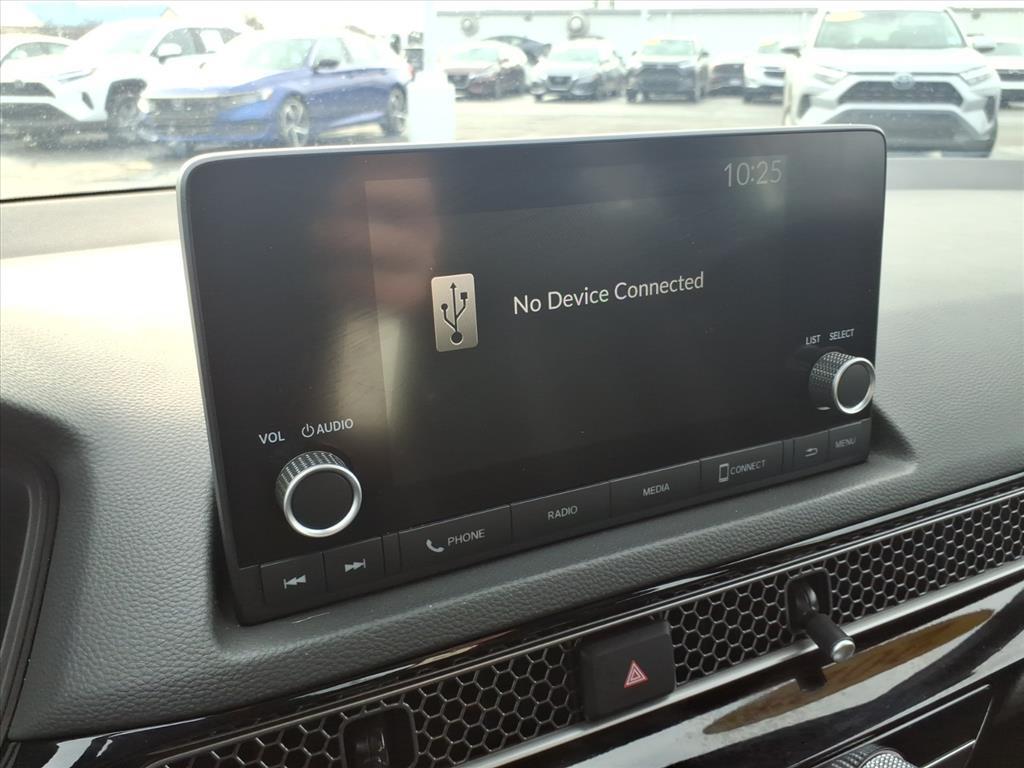 10:25
No Device Connected
LIST SELECT
VOL AUDIO
PHONE RADIO MEDIA CONNECT MENU